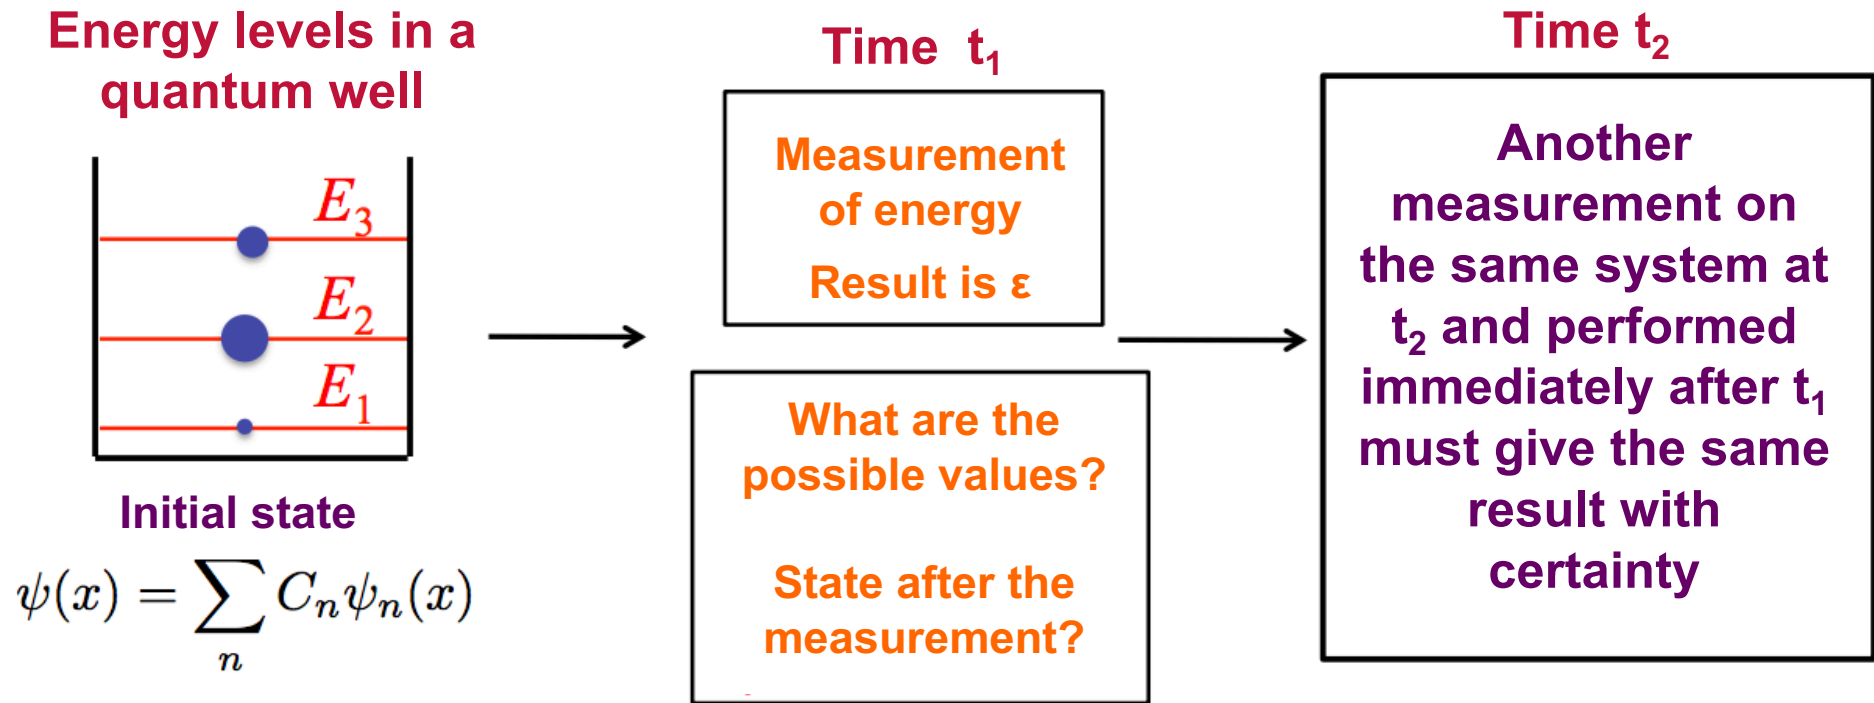 Energy levels in a
quantum well
E₃
E₂
E₁
Initial state
ψ(x) = ∑ₙ Cₙψₙ(x)
Time t₁
Measurement
of energy
Result is ε
What are the
possible values?
State after the
measurement?
Time t₂
Another
measurement on
the same system at
t₂ and performed
immediately after t₁
must give the same
result with
certainty